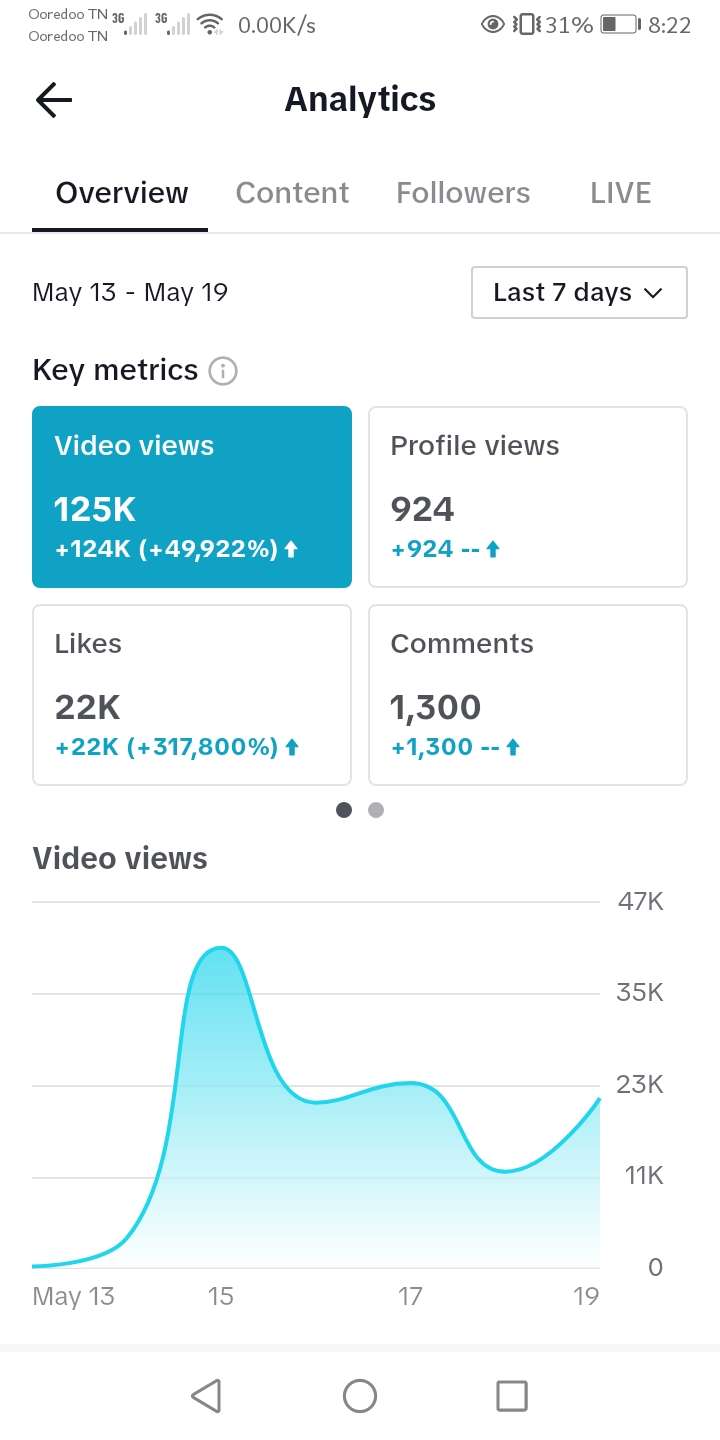 Ooredoo TN 3G 3G 0.00K/s 31% 8:22
Ooredoo TN
Analytics
Overview Content Followers LIVE
May 13 - May 19 Last 7 days
Key metrics
Video views Profile views
125K 924
+124K (+49,922%) +924 --
Likes Comments
22K 1,300
+22K (+317,800%) +1,300 --
Video views
47K
35K
23K
11K
0
May 13 15 17 19